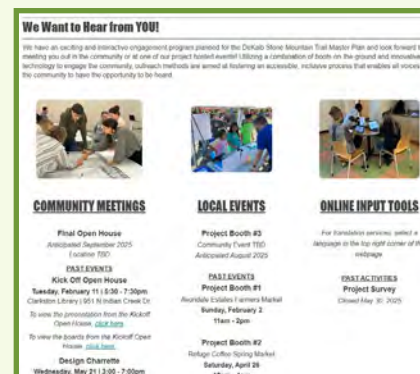 We Want to Hear from YOU!
We have an exciting and interactive engagement program planned for the DeKalb Stone Mountain Trail Master Plan and look forward t
meeting you out in the community or at one of our project hosted events! Utilizing a combination of boots on the ground and innovative
technology to engage the community, outreach methods are aimed at fostering an accessible, inclusive process that enables all voices
the community to have the opportunity to be heard.
COMMUNITY MEETINGS
Final Open House
Anticipated September 2025
Location TBD
PAST EVENTS
Kick Off Open House
Tuesday, February 11 | 5:30 - 7:30pm
Clarkston Library | 951 N Indian Creek Dr
To view the presentation from the Kickoff
Open House, click here.
To view the boards from the Kickoff Open
House, click here.
Design Charrette
Wednesday, May 21 | 3:00 - 7:00pm
LOCAL EVENTS
Project Booth #3
Community Event TBD
Anticipated August 2025
PAST EVENTS
Project Booth #1
Avondale Estates Farmers Market
Sunday, February 2
11am - 2pm
Project Booth #2
Refuge Coffee Spring Market
Saturday, April 26
ONLINE INPUT TOOLS
For translation services, select a
language in the top right corner of th
webpage
PAST ACTIVITIES
Project Survey
Closed May 30, 2025